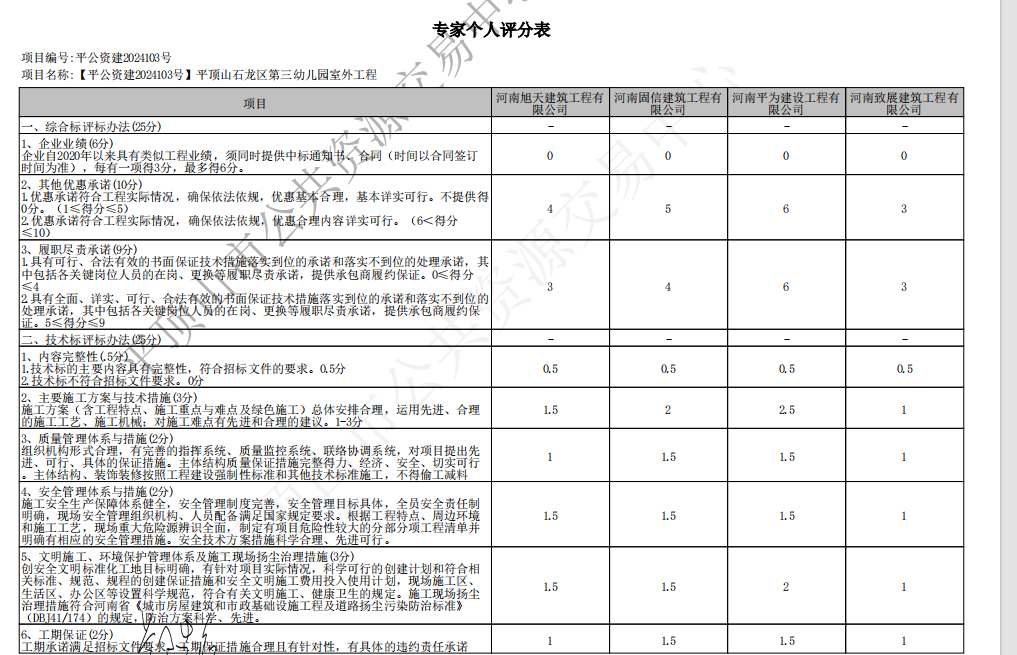 专家个人评分表
项目编号:平公资建2024103号
项目名称:【平公资建2024103号】平顶山石龙区第三幼儿园室外工程
项目 河南旭天建筑工程有限公司 河南固信建筑工程有限公司 河南平为建设工程有限公司 河南致展建筑工程有限公司
一、综合标评标办法(25分) - - - -
1、企业业绩(6分)
企业自2020年以来具有类似工程业绩，须同时提供中标通知书、合同（时间以合同签订
时间为准），每有一项得3分，最多得6分。
0 0 0 0
2、其他优惠承诺(10分)
1.优惠承诺符合工程实际情况，确保依法依规，优惠基本合理，基本详实可行。不提供得
0分。（1≤得分≤5）
2.优惠承诺符合工程实际情况，确保依法依规，优惠合理内容详实可行。（6<得分
≤10）
4 5 6 3
3、履职尽责承诺(9分)
1.具有可行、合法有效的书面保证技术措施落实到位的承诺和落实不到位的处理承诺，其
中包括各关键岗位人员的在岗、更换等履职尽责承诺，提供承包商履约保证。0≤得分
≤4
2.具有全面、详实、可行、合法有效的书面保证技术措施落实到位的承诺和落实不到位的
处理承诺，其中包括各关键岗位人员的在岗、更换等履职尽责承诺，提供承包商履约保
证。5≤得分≤9
3 4 6 3
二、技术标评标办法(25分) - - - -
1、内容完整性(.5分)
1.技术标的主要内容具有完整性，符合招标文件的要求。0.5分
2.技术标不符合招标文件要求。0分
0.5 0.5 0.5 0.5
2、主要施工方案与技术措施(3分)
施工方案（含工程特点、施工重点与难点及绿色施工）总体安排合理，运用先进、合理
的施工工艺、施工机械；对施工难点有先进和合理的建议。1-3分
1.5 2 2.5 1
3、质量管理体系与措施(2分)
组织机构形式合理，有完善的指挥系统、质量监控系统、联络协调系统，对项目提出先
进、可行、具体的保证措施。主体结构质量保证措施完整得力、经济、安全、切实可行
。主体结构、装饰装修按照工程建设强制性标准和其他技术标准施工，不得偷工减料
1 1.5 1.5 1
4、安全管理体系与措施(2分)
施工安全生产保障体系健全，安全管理制度完善，安全管理目标具体，全员安全责任制
明确，现场安全管理组织机构、人员配备满足国家规定要求。根据工程特点、周边环境
和施工工艺，现场重大危险源辨识全面，制定有项目危险性较大的分部分项工程清单并
明确有相应的安全管理措施。安全技术方案措施科学合理、先进可行。
1.5 1.5 1.5 1
5、文明施工、环境保护管理体系及施工现场扬尘治理措施(3分)
创安全文明标准化工地目标明确，有针对项目实际情况，科学可行的创建计划和符合相
关标准、规范、规程的创建保证措施和安全文明施工费用投入使用计划，现场施工区、
生活区、办公区等设置科学规范，符合有关文明施工、健康卫生的规定。施工现场扬尘
治理措施符合河南省《城市房屋建筑和市政基础设施工程及道路扬尘污染防治标准》
（DBJ41/174）的规定，防治方案科学、先进。
1.5 1.5 2 1
6、工期保证(2分)
工期承诺满足招标文件要求，工期保证措施合理且有针对性，有具体的违约责任承诺
1 1.5 1.5 1
平顶山市公共资源交易中心